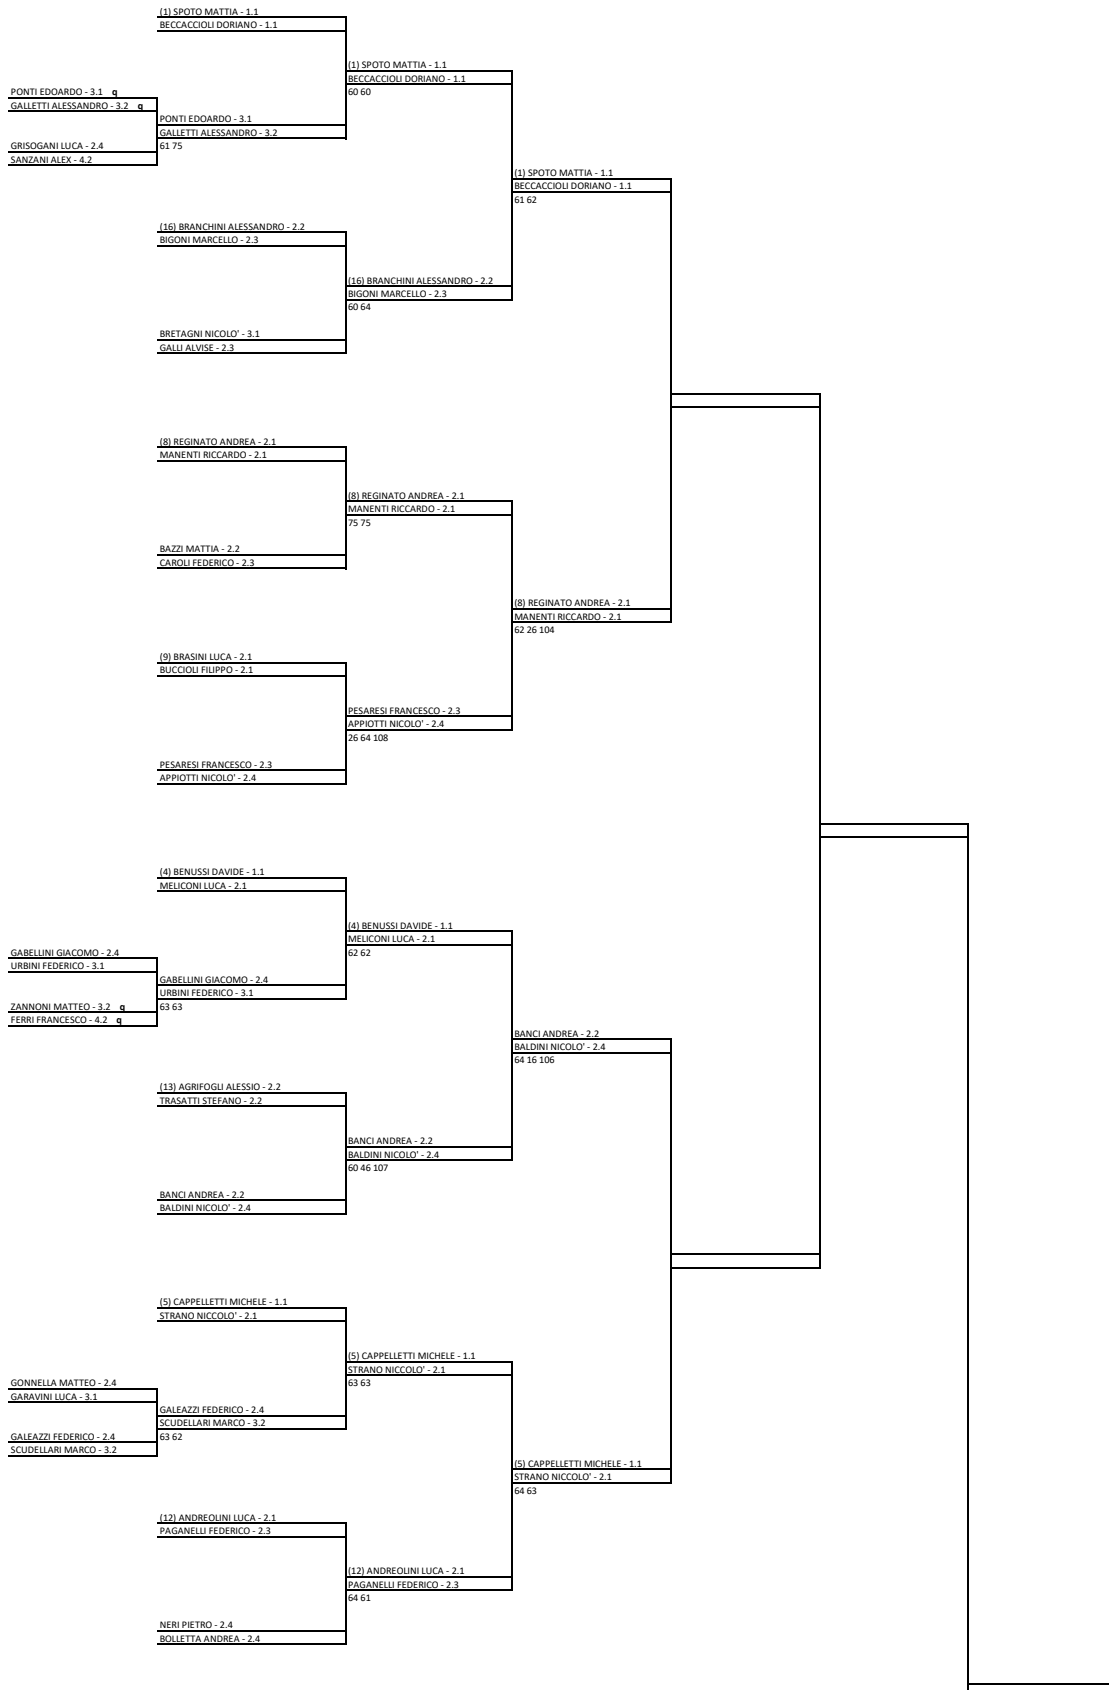 (1) SPOTO MATTIA - 1.1
BECCACCIOLI DORIANO - 1.1
(1) SPOTO MATTIA - 1.1
BECCACCIOLI DORIANO - 1.1
PONTI EDOARDO - 3.1 q
60 60
GALLETTI ALESSANDRO - 3.2 q
PONTI EDOARDO - 3.1
GALLETTI ALESSANDRO - 3.2
GRISOGANI LUCA - 2.4
61 75
SANZANI ALEX - 4.2
(1) SPOTO MATTIA - 1.1
BECCACCIOLI DORIANO - 1.1
61 62
(16) BRANCHINI ALESSANDRO - 2.2
BIGONI MARCELLO - 2.3
(16) BRANCHINI ALESSANDRO - 2.2
BIGONI MARCELLO - 2.3
60 64
BRETAGNI NICOLO' - 3.1
GALLI ALVISE - 2.3
(8) REGINATO ANDREA - 2.1
MANENTI RICCARDO - 2.1
(8) REGINATO ANDREA - 2.1
MANENTI RICCARDO - 2.1
75 75
BAZZI MATTIA - 2.2
CAROLI FEDERICO - 2.3
(8) REGINATO ANDREA - 2.1
MANENTI RICCARDO - 2.1
62 26 104
(9) BRASINI LUCA - 2.1
BUCCIOLI FILIPPO - 2.1
PESARESI FRANCESCO - 2.3
APPIOTTI NICOLO' - 2.4
26 64 108
PESARESI FRANCESCO - 2.3
APPIOTTI NICOLO' - 2.4
(4) BENUSSI DAVIDE - 1.1
MELICONI LUCA - 2.1
(4) BENUSSI DAVIDE - 1.1
MELICONI LUCA - 2.1
GABELLINI GIACOMO - 2.4
62 62
URBINI FEDERICO - 3.1
GABELLINI GIACOMO - 2.4
URBINI FEDERICO - 3.1
ZANNONI MATTEO - 3.2 q
63 63
FERRI FRANCESCO - 4.2 q
BANCI ANDREA - 2.2
BALDINI NICOLO' - 2.4
64 16 106
(13) AGRIFOGLI ALESSIO - 2.2
TRASATTI STEFANO - 2.2
BANCI ANDREA - 2.2
BALDINI NICOLO' - 2.4
60 46 107
BANCI ANDREA - 2.2
BALDINI NICOLO' - 2.4
(5) CAPPELLETTI MICHELE - 1.1
STRANO NICCOLO' - 2.1
(5) CAPPELLETTI MICHELE - 1.1
STRANO NICCOLO' - 2.1
GONNELLA MATTEO - 2.4
63 63
GARAVINI LUCA - 3.1
GALEAZZI FEDERICO - 2.4
SCUDELLARI MARCO - 3.2
GALEAZZI FEDERICO - 2.4
63 62
SCUDELLARI MARCO - 3.2
(5) CAPPELLETTI MICHELE - 1.1
STRANO NICCOLO' - 2.1
64 63
(12) ANDREOLINI LUCA - 2.1
PAGANELLI FEDERICO - 2.3
(12) ANDREOLINI LUCA - 2.1
PAGANELLI FEDERICO - 2.3
64 61
NERI PIETRO - 2.4
BOLLETTA ANDREA - 2.4